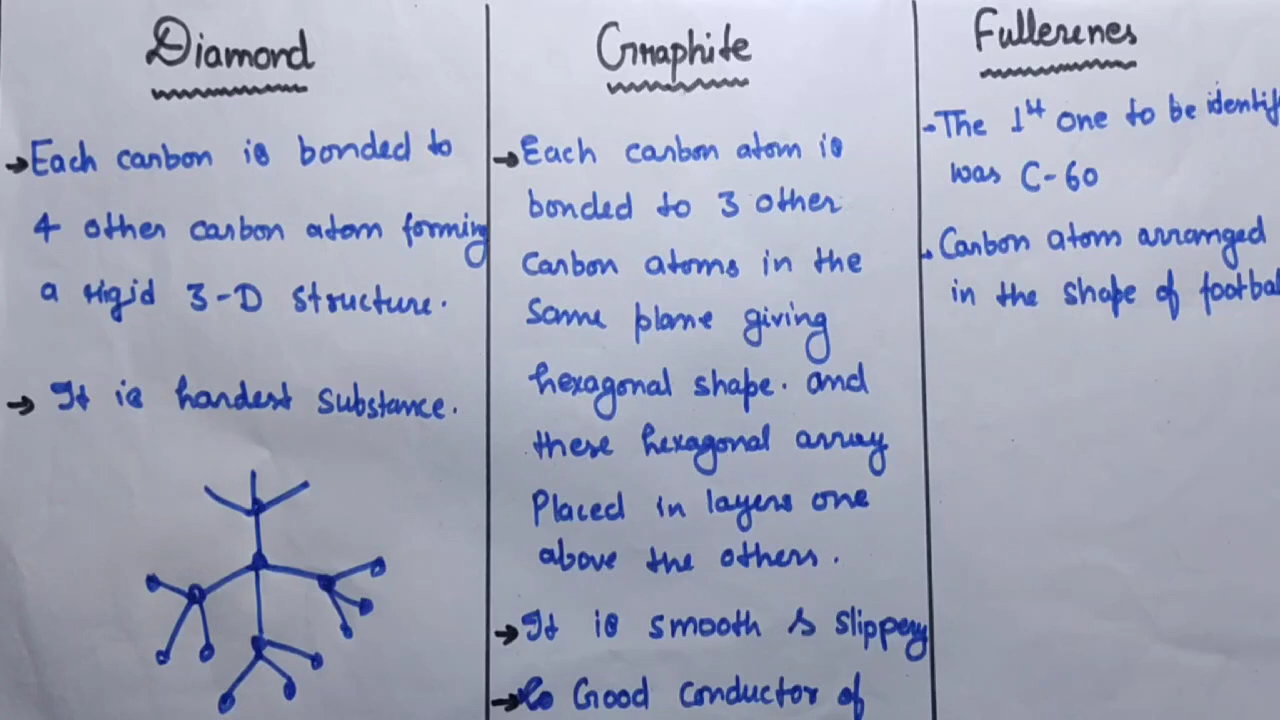 Diamond
→ Each carbon is bonded to
4 other carbon atom forming
a rigid 3-D structure.
→ It is hardest substance.
Graphite
→ Each carbon atom is
bonded to 3 other
Carbon atoms in the
same plane giving
hexagonal shape. and
these hexagonal array
Placed in layers one
above the others.
→ It is smooth & slippery
→ Good conductor of
Fullerenes
- The 1st one to be identif
was C-60
. Carbon atom arranged
in the shape of footbal